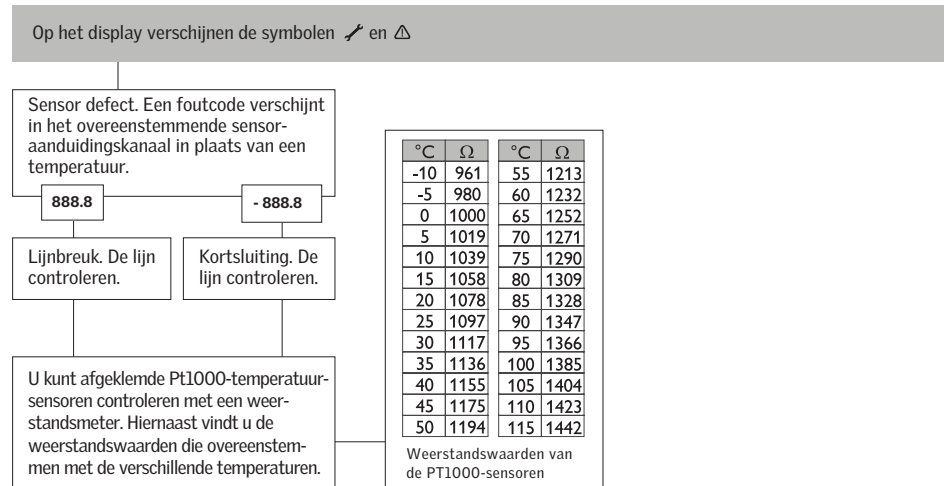 Op het display verschijnen de symbolen en
Sensor defect. Een foutcode verschijnt
in het overeenstemmende sensor-
aanduidingskanaal in plaats van een
temperatuur.
888.8
- 888.8
Lijnbreuk. De lijn
controleren.
Kortsluiting. De
lijn controleren.
U kunt afgeklemde Pt1000-temperatuur-
sensoren controleren met een weer-
standsmeter. Hiernaast vindt u de
weerstandswaarden die overeenstem-
men met de verschillende temperaturen.
°C Ω °C Ω
-10 961 55 1213
-5 980 60 1232
0 1000 65 1252
5 1019 70 1271
10 1039 75 1290
15 1058 80 1309
20 1078 85 1328
25 1097 90 1347
30 1117 95 1366
35 1136 100 1385
40 1155 105 1404
45 1175 110 1423
50 1194 115 1442
Weerstandswaarden van
de PT1000-sensoren